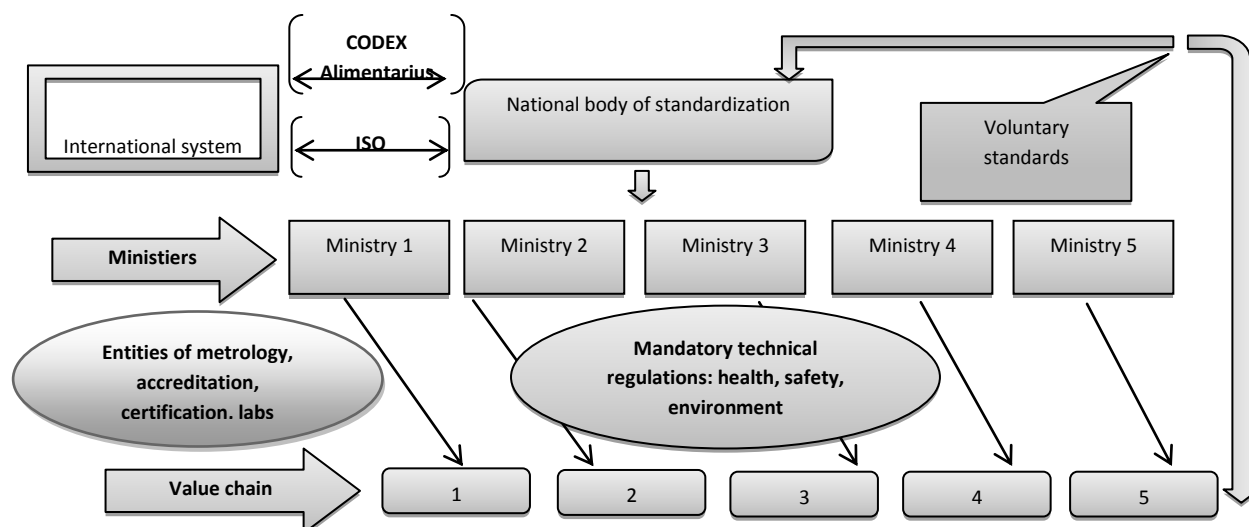 CODEX
Alimentarius
International system
ISO
National body of standardization
Voluntary
standards
Ministiers
Ministry 1
Ministry 2
Ministry 3
Ministry 4
Ministry 5
Entities of metrology,
accreditation,
certification. labs
Mandatory technical
regulations: health, safety,
environment
Value chain
1
2
3
4
5